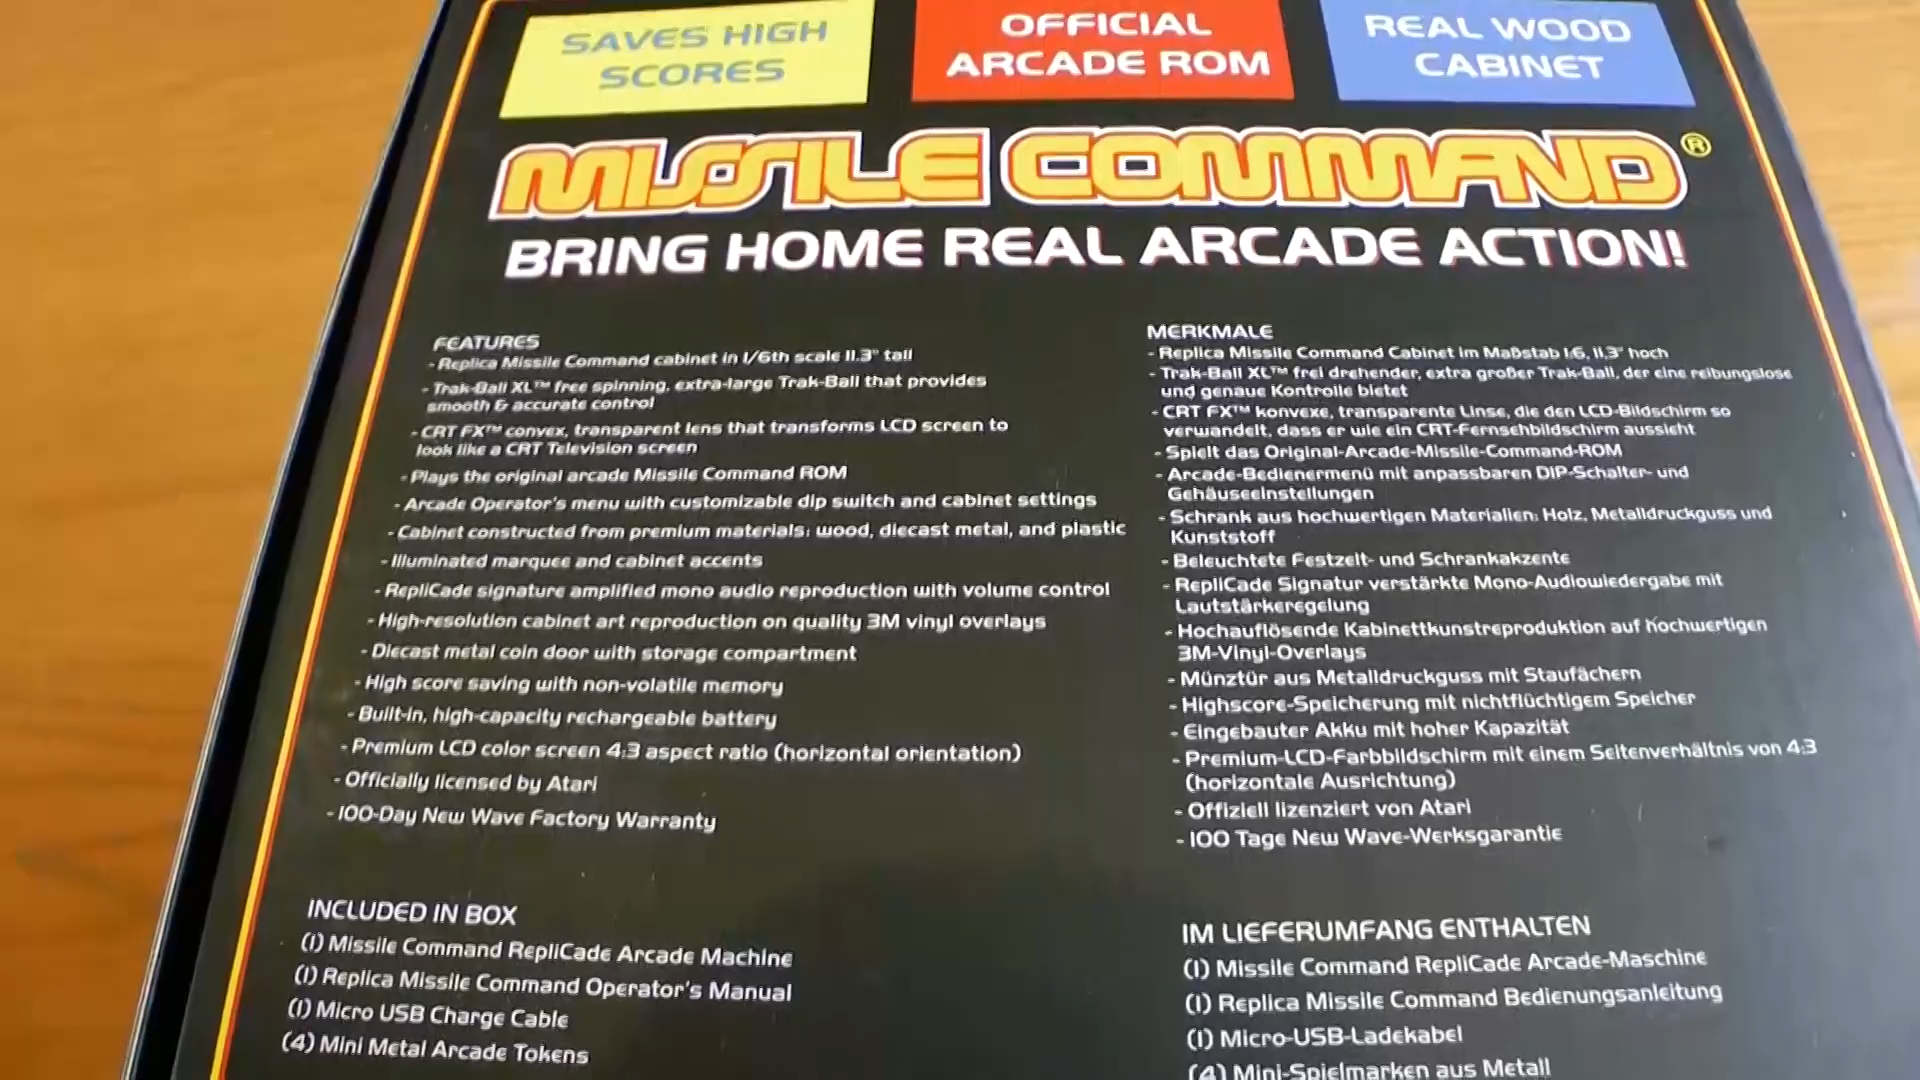 SAVES HIGH
SCORES
OFFICIAL
ARCADE ROM
REAL WOOD
CABINET
MISSILE COMMAND®
BRING HOME REAL ARCADE ACTION!
FEATURES
- Replica Missile Command cabinet in 1/6th scale 11.3" tall
- Trak-Ball XL™ free spinning, extra-large Trak-Ball that provides
smooth & accurate control
- CRT FX™ convex, transparent lens that transforms LCD screen to
look like a CRT Television screen
- Plays the original arcade Missile Command ROM
- Arcade Operator's menu with customizable dip switch and cabinet settings
- Cabinet constructed from premium materials: wood, diecast metal, and plastic
- Illuminated marquee and cabinet accents
- RepliCade signature amplified mono audio reproduction with volume control
- High-resolution cabinet art reproduction on quality 3M vinyl overlays
- Diecast metal coin door with storage compartment
- High score saving with non-volatile memory
- Built-in, high-capacity rechargeable battery
- Premium LCD color screen 4:3 aspect ratio (horizontal orientation)
- Officially licensed by Atari
- 100-Day New Wave Factory Warranty
INCLUDED IN BOX
(1) Missile Command RepliCade Arcade Machine
(1) Replica Missile Command Operator's Manual
(1) Micro USB Charge Cable
(4) Mini Metal Arcade Tokens
MERKMALE
- Replica Missile Command Cabinet im Maßstab 1:6, 11,3" hoch
- Trak-Ball XL™ frei drehender, extra großer Trak-Ball, der eine reibungslose
und genaue Kontrolle bietet
- CRT FX™ konvexe, transparente Linse, die den LCD-Bildschirm so
verwandelt, dass er wie ein CRT-Fernsehbildschirm aussieht
- Spielt das Original-Arcade-Missile-Command-ROM
- Arcade-Bedienermenü mit anpassbaren DIP-Schalter- und
Gehäuseeinstellungen
- Schrank aus hochwertigen Materialien: Holz, Metalldruckguss und
Kunststoff
- Beleuchtete Festzelt- und Schrankakzente
- RepliCade Signatur verstärkte Mono-Audiowiedergabe mit
Lautstärkeregelung
- Hochauflösende Kabinettkunstreproduktion auf hochwertigen
3M-Vinyl-Overlays
- Münztür aus Metalldruckguss mit Staufächern
- Highscore-Speicherung mit nichtflüchtigem Speicher
- Eingebauter Akku mit hoher Kapazität
- Premium-LCD-Farbbildschirm mit einem Seitenverhältnis von 4:3
(horizontale Ausrichtung)
- Offiziell lizenziert von Atari
- 100 Tage New Wave-Werksgarantie
IM LIEFERUMFANG ENTHALTEN
(1) Missile Command RepliCade Arcade-Maschine
(1) Replica Missile Command Bedienungsanleitung
(1) Micro-USB-Ladekabel
(4) Mini-Spielmarken aus Metall